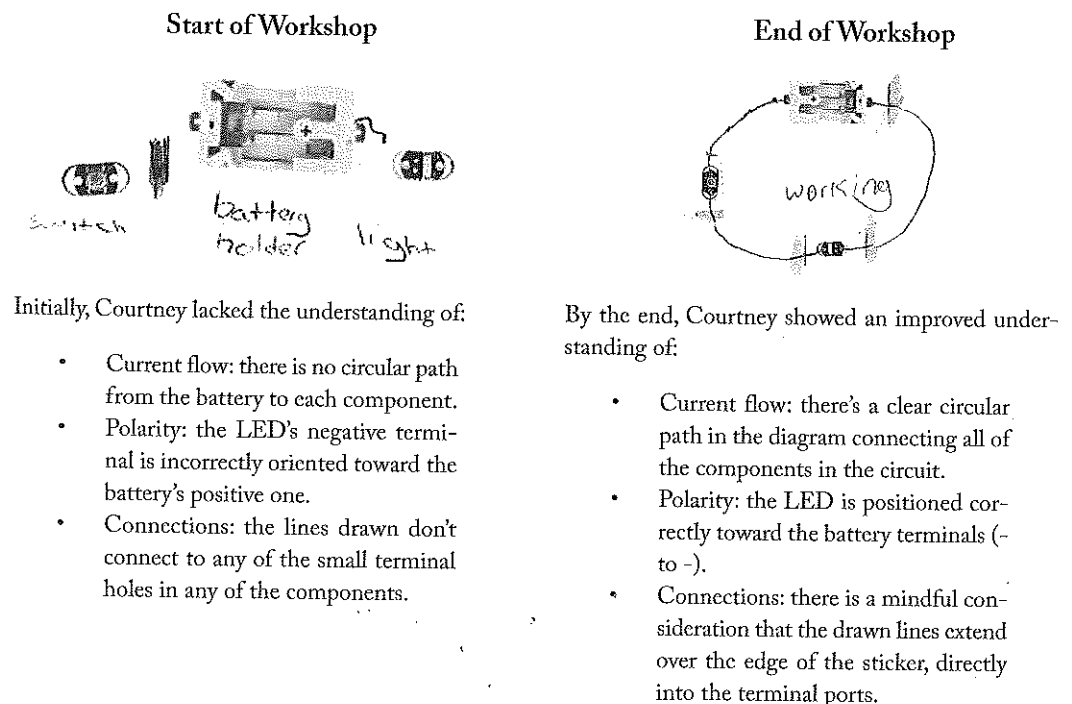 Start of Workshop
switch
battery
holder
light
Initially, Courtney lacked the understanding of:
• Current flow: there is no circular path
from the battery to each component.
• Polarity: the LED's negative termi-
nal is incorrectly oriented toward the
battery's positive one.
• Connections: the lines drawn don't
connect to any of the small terminal
holes in any of the components.
End of Workshop
working
By the end, Courtney showed an improved under-
standing of:
• Current flow: there's a clear circular
path in the diagram connecting all of
the components in the circuit.
• Polarity: the LED is positioned cor-
rectly toward the battery terminals (-
to -).
• Connections: there is a mindful con-
sideration that the drawn lines extend
over the edge of the sticker, directly
into the terminal ports.